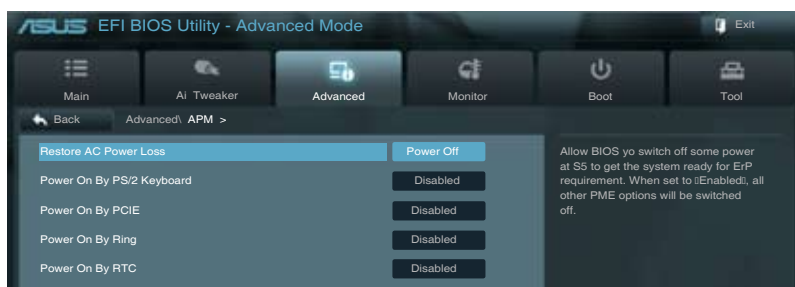 ASUS EFI BIOS Utility - Advanced Mode
Exit
Main
Ai Tweaker
Advanced
Monitor
Boot
Tool
Back
Advanced\ APM >
Restore AC Power Loss
Power Off
Power On By PS/2 Keyboard
Disabled
Power On By PCIE
Disabled
Power On By Ring
Disabled
Power On By RTC
Disabled
Allow BIOS yo switch off some power
at S5 to get the system ready for ErP
requirement. When set to ▯Enabled▯, all
other PME options will be switched
off.